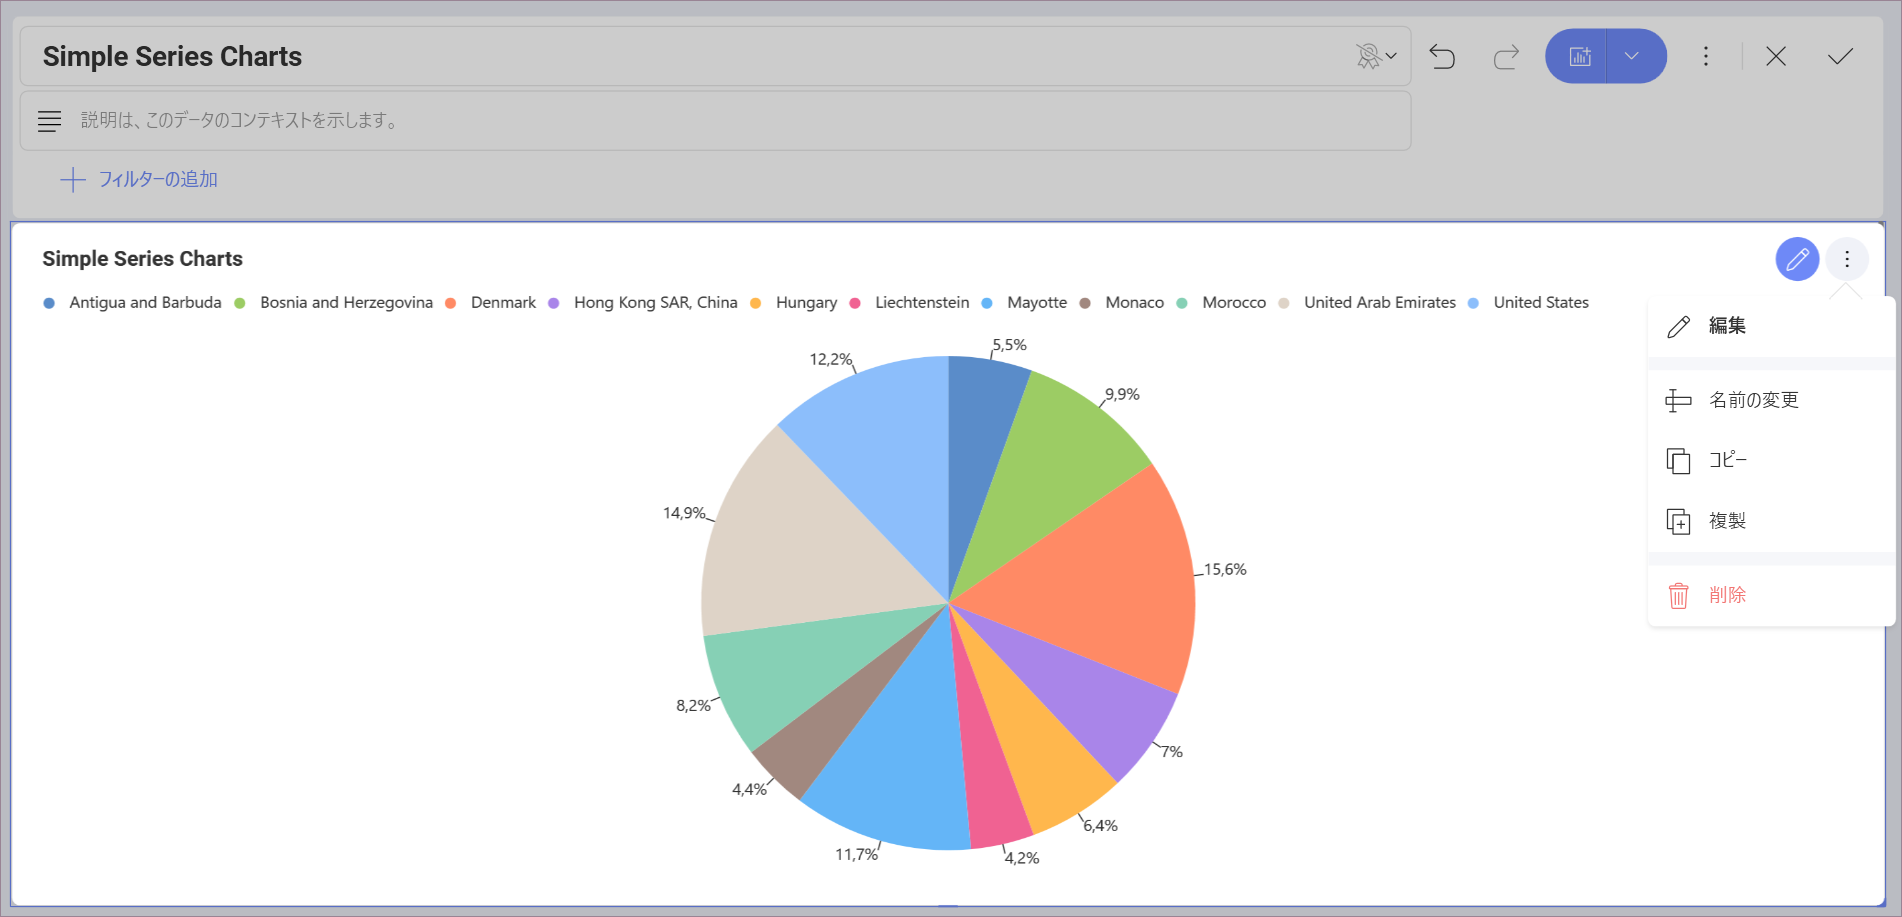 Simple Series Charts
説明は、このデータのコンテキストを示します。
フィルターの追加
Simple Series Charts
Antigua and Barbuda Bosnia and Herzegovina Denmark Hong Kong SAR, China Hungary Liechtenstein Mayotte Monaco Morocco United Arab Emirates United States
編集
名前の変更
コピー
複製
削除
5,5%
12,2%
9,9%
14,9%
15,6%
8,2%
7%
4,4%
6,4%
11,7%
4,2%